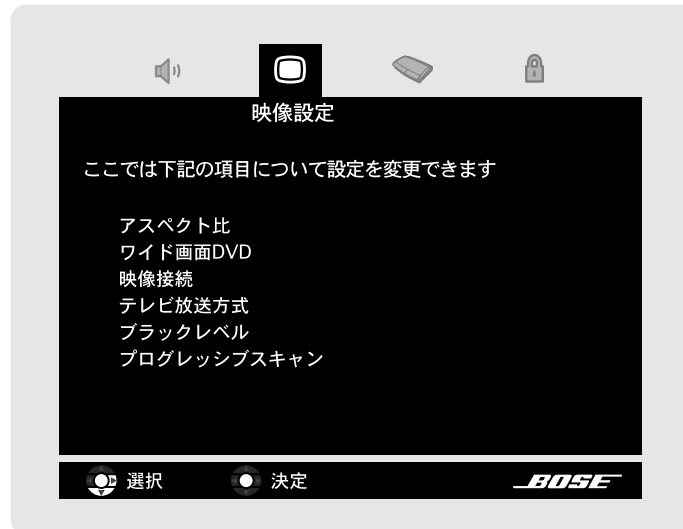 映像設定
ここでは下記の項目について設定を変更できます
アスペクト比
ワイド画面DVD
映像接続
テレビ放送方式
ブラックレベル
プログレッシブスキャン
選択 決定 BOSE